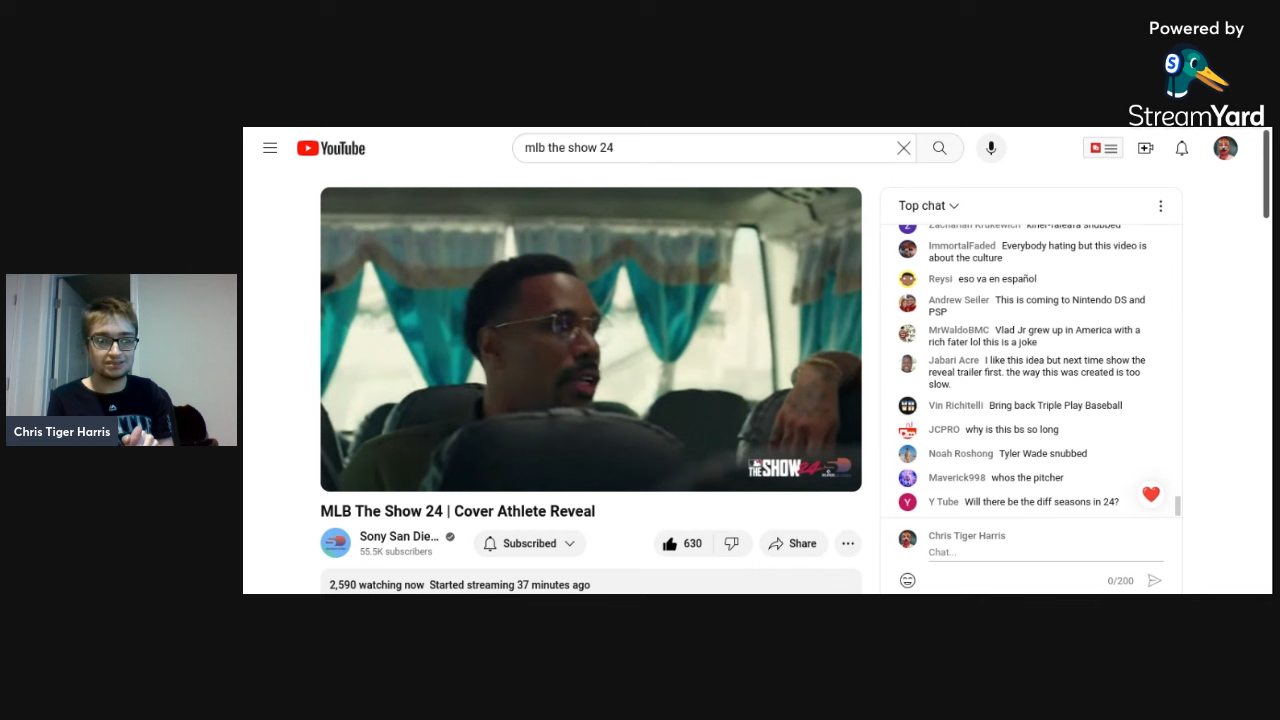 Powered by
S
StreamYard
YouTube
mlb the show 24
Top chat
Zachariah Krukewich kiner-falefa snubbed
ImmortalFaded Everybody hating but this video is
about the culture
Reysi eso va en español
Andrew Seiler This is coming to Nintendo DS and
PSP
MrWaldoBMC Vlad Jr grew up in America with a
rich fater lol this is a joke
Jabari Acre I like this idea but next time show the
reveal trailer first. the way this was created is too
slow.
Vin Richitelli Bring back Triple Play Baseball
JCPRO why is this bs so long
Noah Roshong Tyler Wade snubbed
Maverick998 whos the pitcher
Y Y Tube Will there be the diff seasons in 24?
Chris Tiger Harris
Chat...
0/200
THE SHOW 24
MLB The Show 24 | Cover Athlete Reveal
Sony San Die...
55.5K subscribers
Subscribed
630
Share
...
2,590 watching now Started streaming 37 minutes ago
Chris Tiger Harris